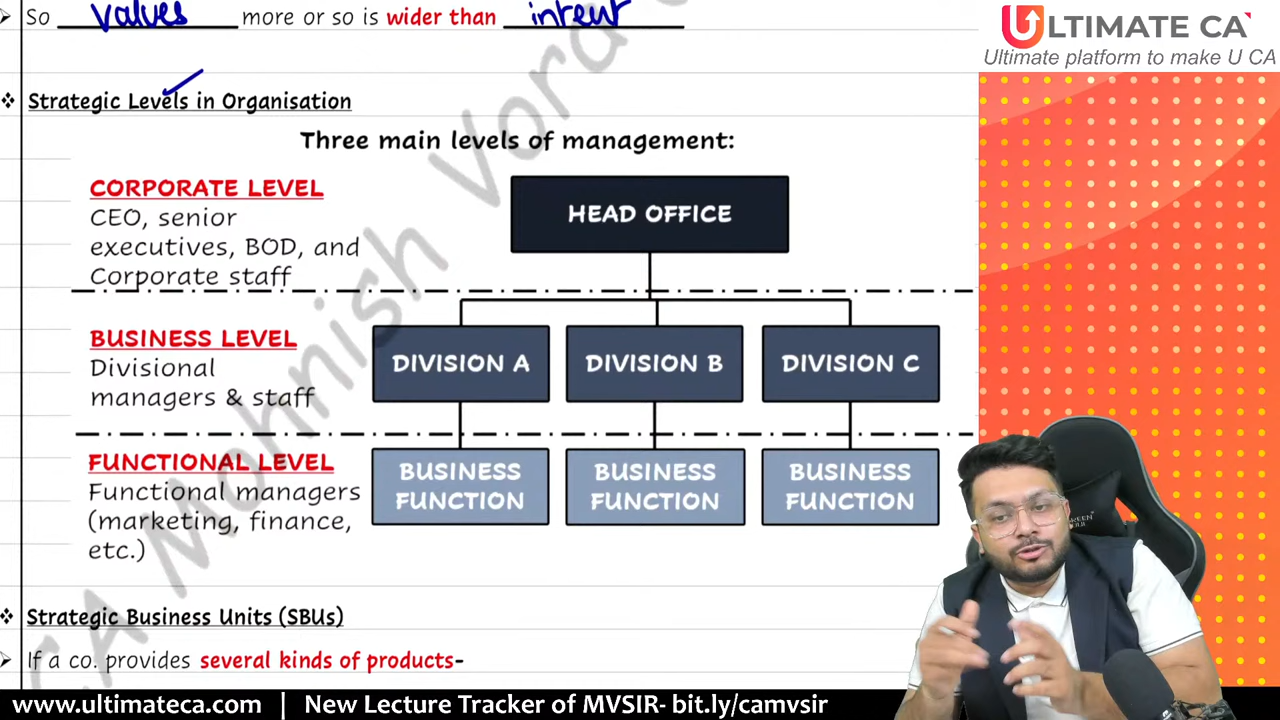 So values more or so is wider than intent
ULTIMATE CA
Ultimate platform to make U CA
Strategic Levels in Organisation
Three main levels of management:
CORPORATE LEVEL
CEO, senior
executives, BOD, and
Corporate staff
HEAD OFFICE
BUSINESS LEVEL
Divisional
managers & staff
DIVISION A
DIVISION B
DIVISION C
FUNCTIONAL LEVEL
Functional managers
(marketing, finance,
etc.)
BUSINESS
FUNCTION
BUSINESS
FUNCTION
BUSINESS
FUNCTION
Strategic Business Units (SBUs)
If a co. provides several kinds of products-
CA Mohnish Vora
www.ultimateca.com | New Lecture Tracker of MVSIR- bit.ly/camvsir